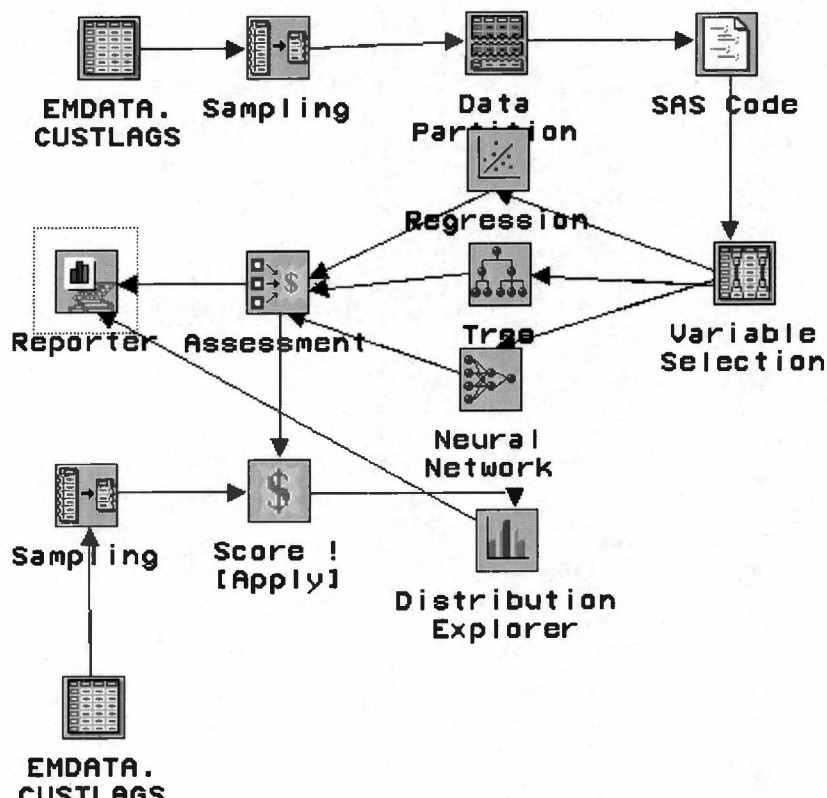 EMDATA.
CUSTLAGS
Sampling
Data
Partition
SAS Code
Regression
Reporter
Assessment
Tree
Variable
Selection
Neural
Network
Sampling
Score !
[Apply]
Distribution
Explorer
EMDATA.
CUSTLAGS